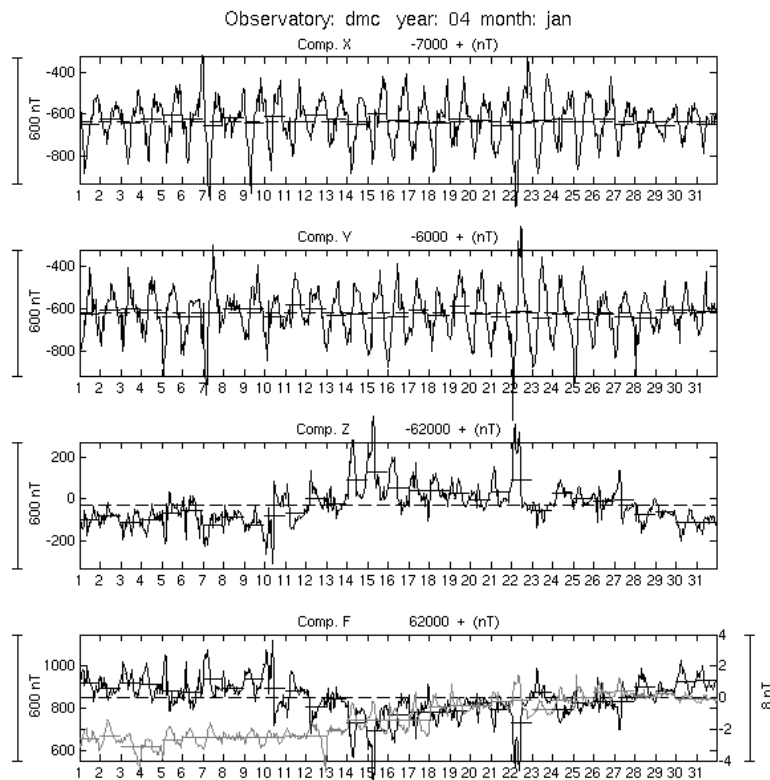 Observatory: dmc year: 04 month: jan
Comp. X -7000 + (nT)
-400
-600
-800
600 nT
1 2 3 4 5 6 7 8 9 10 11 12 13 14 15 16 17 18 19 20 21 22 23 24 25 26 27 28 29 30 31
Comp. Y -6000 + (nT)
-400
-600
-800
600 nT
1 2 3 4 5 6 7 8 9 10 11 12 13 14 15 16 17 18 19 20 21 22 23 24 25 26 27 28 29 30 31
Comp. Z -62000 + (nT)
200
0
-200
600 nT
1 2 3 4 5 6 7 8 9 10 11 12 13 14 15 16 17 18 19 20 21 22 23 24 25 26 27 28 29 30 31
Comp. F 62000 + (nT)
1000
800
600
600 nT
4
2
0
-2
-4
8 nT
1 2 3 4 5 6 7 8 9 10 11 12 13 14 15 16 17 18 19 20 21 22 23 24 25 26 27 28 29 30 31